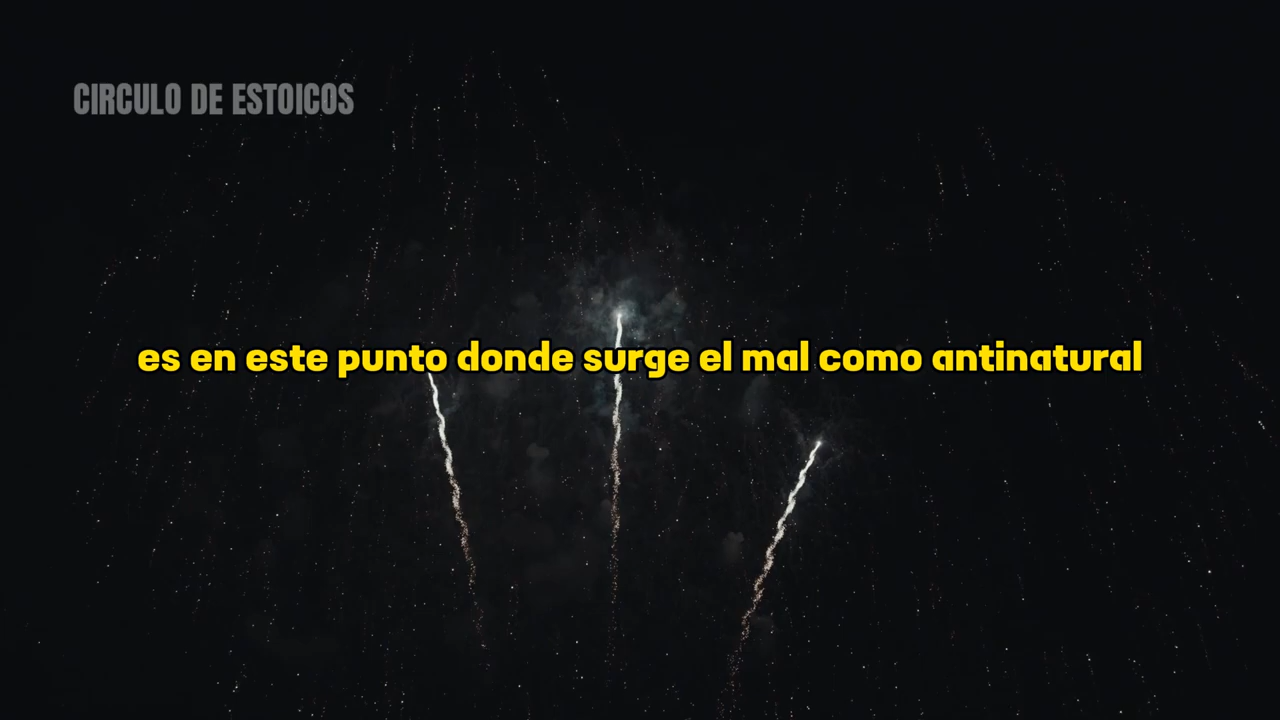 CIRCULO DE ESTOICOS
es en este punto donde surge el mal como antinatural